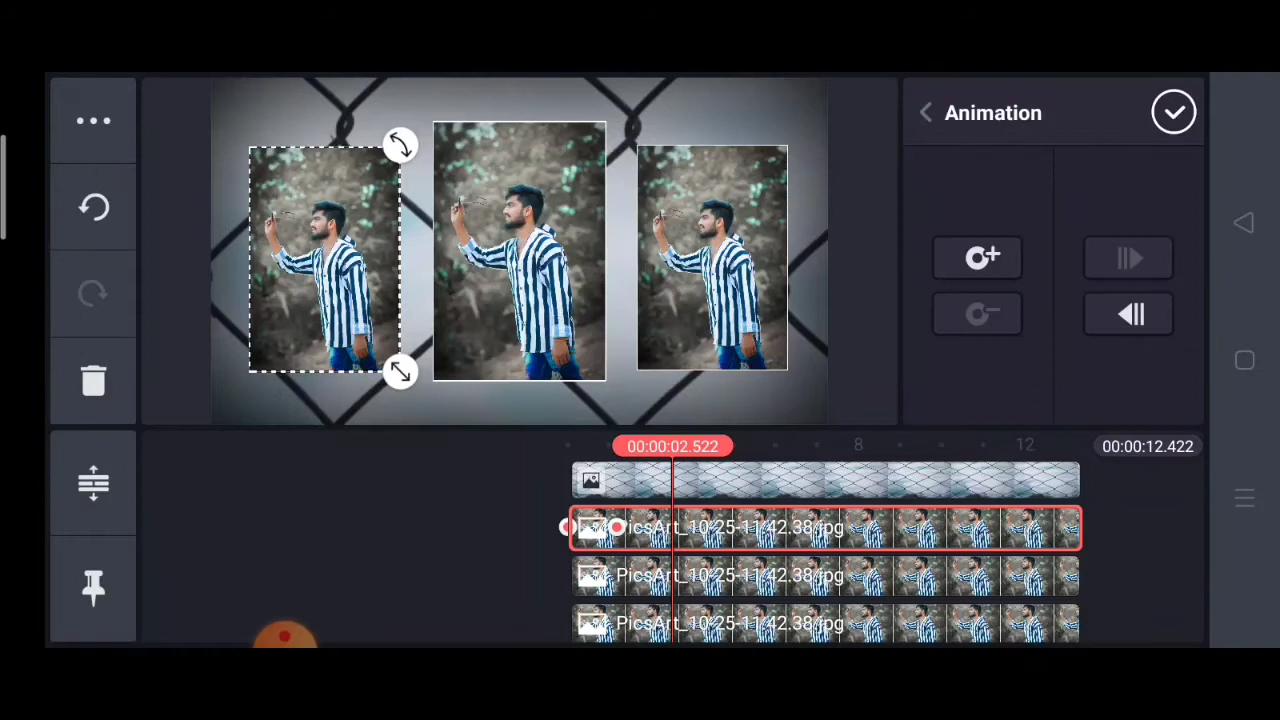 Animation
00:00:02.522
8
12
00:00:12.422
PicsArt_10-25-11.42.38.jpg
PicsArt_10-25-11.42.38.jpg
PicsArt_10-25-11.42.38.jpg